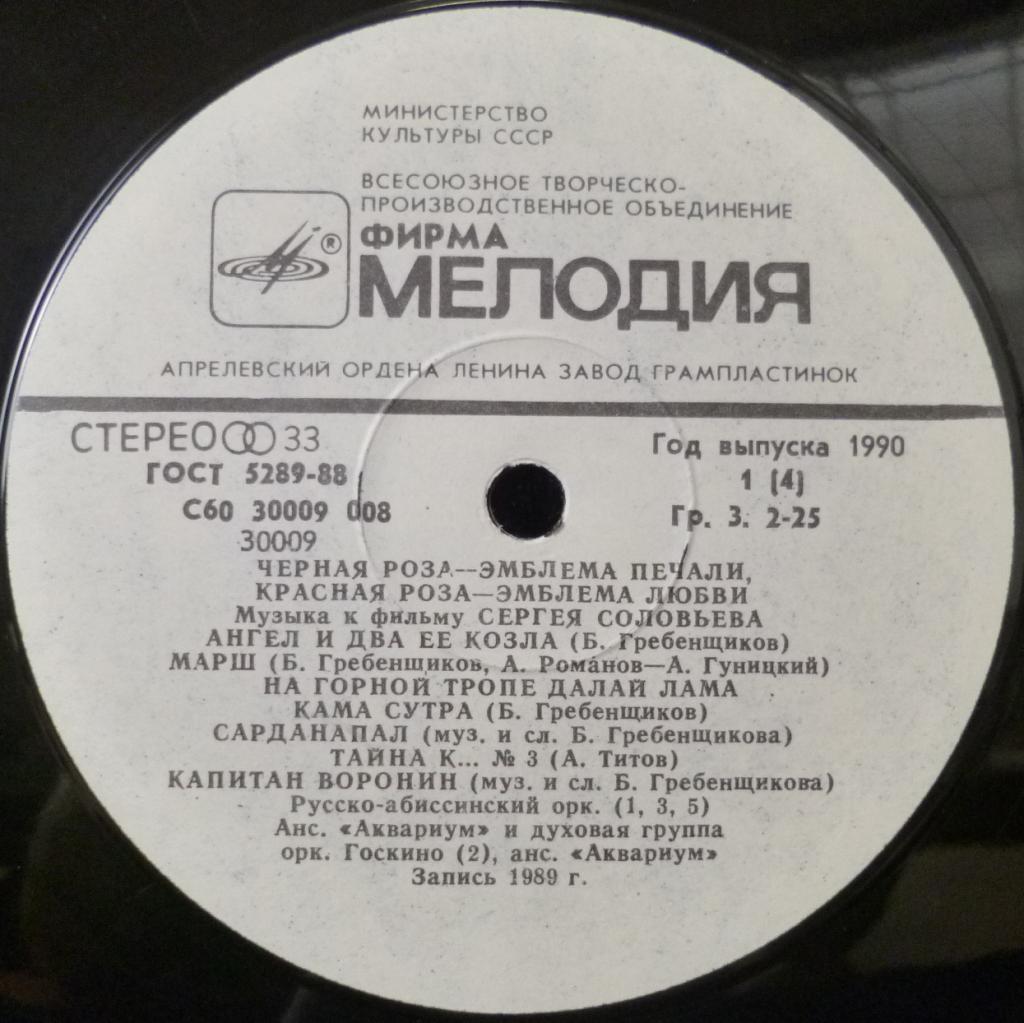 МИНИСТЕРСТВО
КУЛЬТУРЫ СССР
ВСЕСОЮЗНОЕ ТВОРЧЕСКО-
ПРОИЗВОДСТВЕННОЕ ОБЪЕДИНЕНИЕ
®
ФИРМА
МЕЛОДИЯ
АПРЕЛЕВСКИЙ ОРДЕНА ЛЕНИНА ЗАВОД ГРАМПЛАСТИНОК
СТЕРЕО 33
Год выпуска 1990
ГОСТ 5289-88
1 (4)
С60 30009 008
Гр. 3. 2-25
30009
ЧЕРНАЯ РОЗА—ЭМБЛЕМА ПЕЧАЛИ,
КРАСНАЯ РОЗА—ЭМБЛЕМА ЛЮБВИ
Музыка к фильму СЕРГЕЯ СОЛОВЬЕВА
АНГЕЛ И ДВА ЕЕ КОЗЛА (Б. Гребенщиков)
МАРШ (Б. Гребенщиков, А. Романов—А. Гуницкий)
НА ГОРНОЙ ТРОПЕ ДАЛАЙ ЛАМА
КАМА СУТРА (Б. Гребенщиков)
САРДАНАПАЛ (муз. и сл. Б. Гребенщикова)
ТАЙНА К... № 3 (А. Титов)
КАПИТАН ВОРОНИН (муз. и сл. Б. Гребенщикова)
Русско-абиссинский орк. (1, 3, 5)
Анс. «Аквариум» и духовая группа
орк. Госкино (2), анс. «Аквариум»
Запись 1989 г.